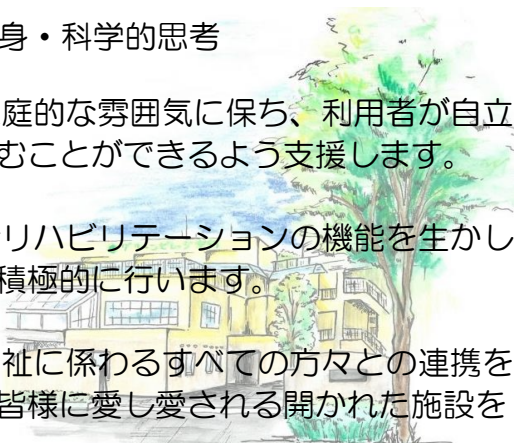 身・科学的思考
庭的な雰囲気に保ち、利用者が自立
むことができるよう支援します。
リハビリテーションの機能を生かし
積極的に行います。
祉に係わるすべての方々との連携を
皆様に愛し愛される開かれた施設を